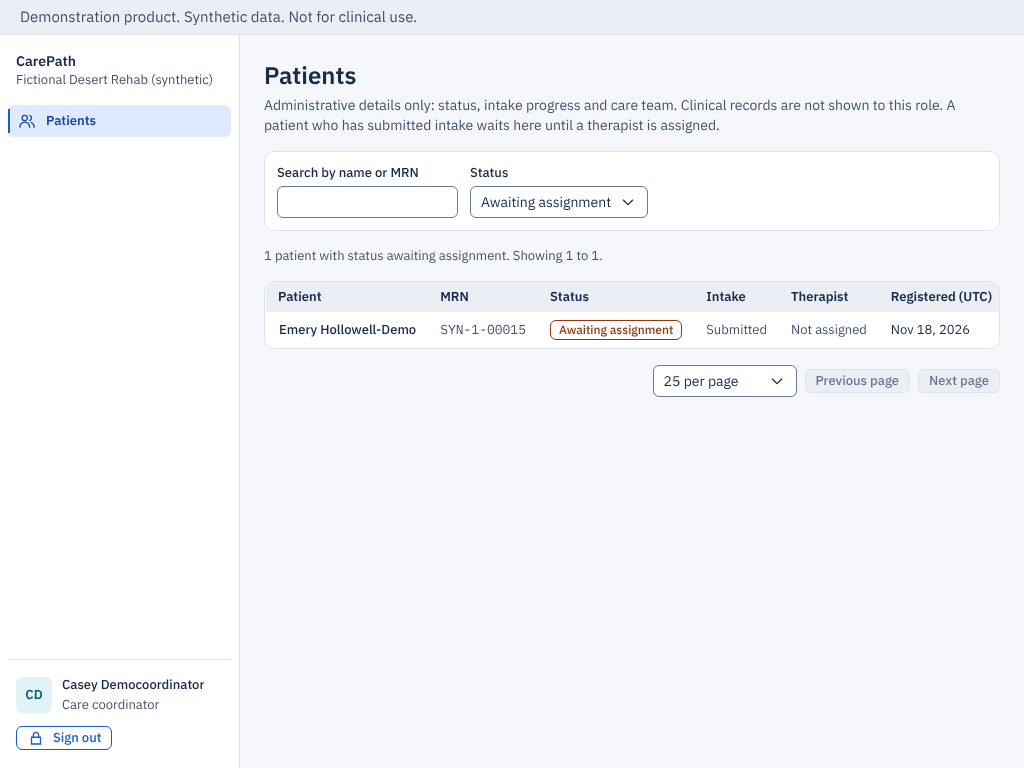 Demonstration product. Synthetic data. Not for clinical use.
CarePath
Fictional Desert Rehab (synthetic)
Patients
Patients
Administrative details only: status, intake progress and care team. Clinical records are not shown to this role. A
patient who has submitted intake waits here until a therapist is assigned.
Search by name or MRN
Status
Awaiting assignment
1 patient with status awaiting assignment. Showing 1 to 1.
Patient MRN Status Intake Therapist Registered (UTC)
Emery Hollowell-Demo SYN-1-00015 Awaiting assignment Submitted Not assigned Nov 18, 2026
25 per page Previous page Next page
CD
Casey Democoordinator
Care coordinator
Sign out